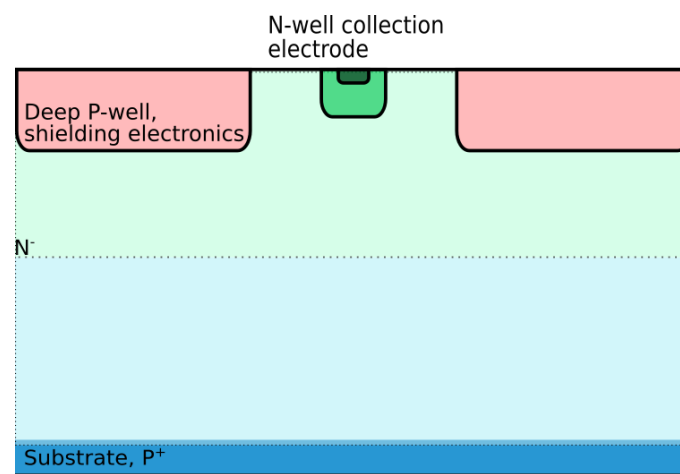 N-well collection
electrode
Deep P-well,
shielding electronics
N⁻
Substrate, P⁺